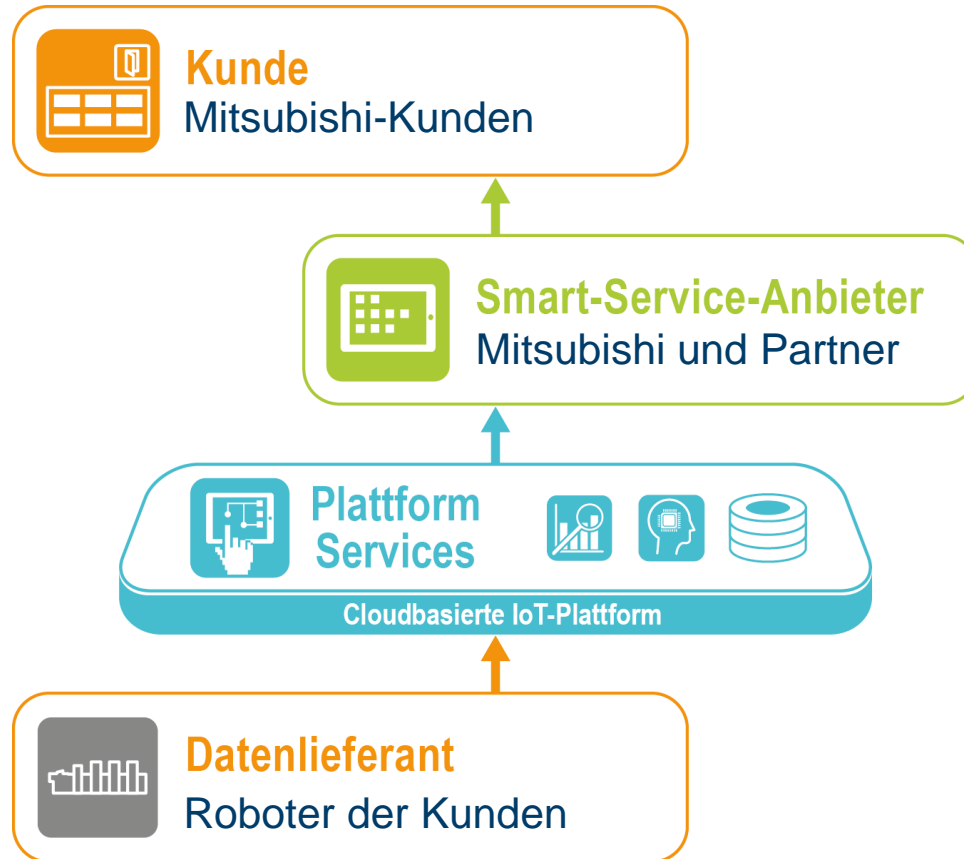 Kunde
Mitsubishi-Kunden
Smart-Service-Anbieter
Mitsubishi und Partner
Plattform
Services
Cloudbasierte IoT-Plattform
Datenlieferant
Roboter der Kunden